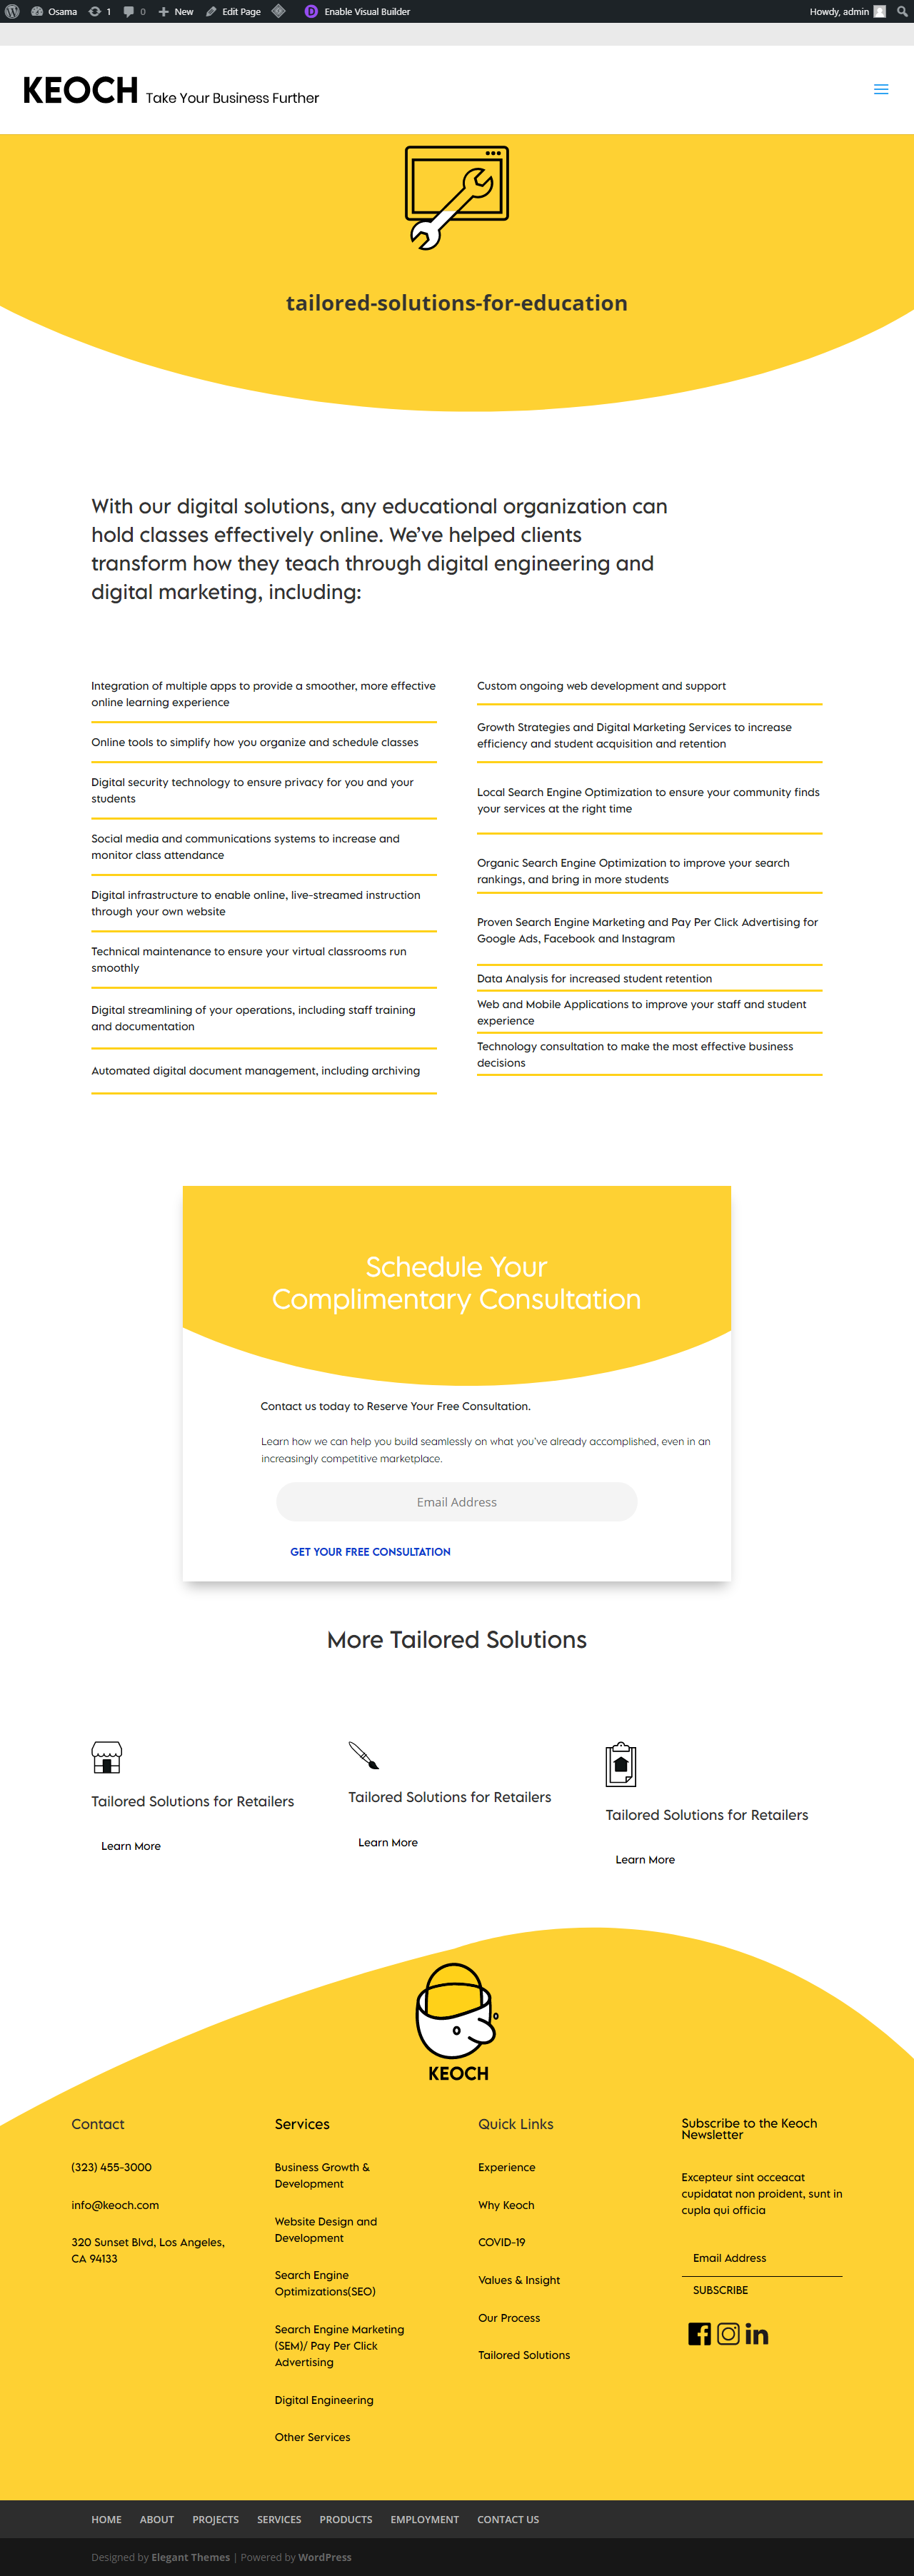 Osama 1 0 New Edit Page Enable Visual Builder Howdy, admin
KEOCH Take Your Business Further
tailored-solutions-for-education
With our digital solutions, any educational organization can
hold classes effectively online. We've helped clients
transform how they teach through digital engineering and
digital marketing, including:
Integration of multiple apps to provide a smoother, more effective
online learning experience
Online tools to simplify how you organize and schedule classes
Digital security technology to ensure privacy for you and your
students
Social media and communications systems to increase and
monitor class attendance
Digital infrastructure to enable online, live-streamed instruction
through your own website
Technical maintenance to ensure your virtual classrooms run
smoothly
Digital streamlining of your operations, including staff training
and documentation
Automated digital document management, including archiving
Custom ongoing web development and support
Growth Strategies and Digital Marketing Services to increase
efficiency and student acquisition and retention
Local Search Engine Optimization to ensure your community finds
your services at the right time
Organic Search Engine Optimization to improve your search
rankings, and bring in more students
Proven Search Engine Marketing and Pay Per Click Advertising for
Google Ads, Facebook and Instagram
Data Analysis for increased student retention
Web and Mobile Applications to improve your staff and student
experience
Technology consultation to make the most effective business
decisions
Schedule Your
Complimentary Consultation
Contact us today to Reserve Your Free Consultation.
Learn how we can help you build seamlessly on what you've already accomplished, even in an
increasingly competitive marketplace.
Email Address
GET YOUR FREE CONSULTATION
More Tailored Solutions
Tailored Solutions for Retailers
Learn More
Tailored Solutions for Retailers
Learn More
Tailored Solutions for Retailers
Learn More
KEOCH
Contact
(323) 455-3000
info@keoch.com
320 Sunset Blvd, Los Angeles,
CA 94133
Services
Business Growth &
Development
Website Design and
Development
Search Engine
Optimizations(SEO)
Search Engine Marketing
(SEM)/ Pay Per Click
Advertising
Digital Engineering
Other Services
Quick Links
Experience
Why Keoch
COVID-19
Values & Insight
Our Process
Tailored Solutions
Subscribe to the Keoch
Newsletter
Excepteur sint occeacat
cupidatat non proident, sunt in
cupla qui officia
Email Address
SUBSCRIBE
HOME ABOUT PROJECTS SERVICES PRODUCTS EMPLOYMENT CONTACT US
Designed by Elegant Themes | Powered by WordPress